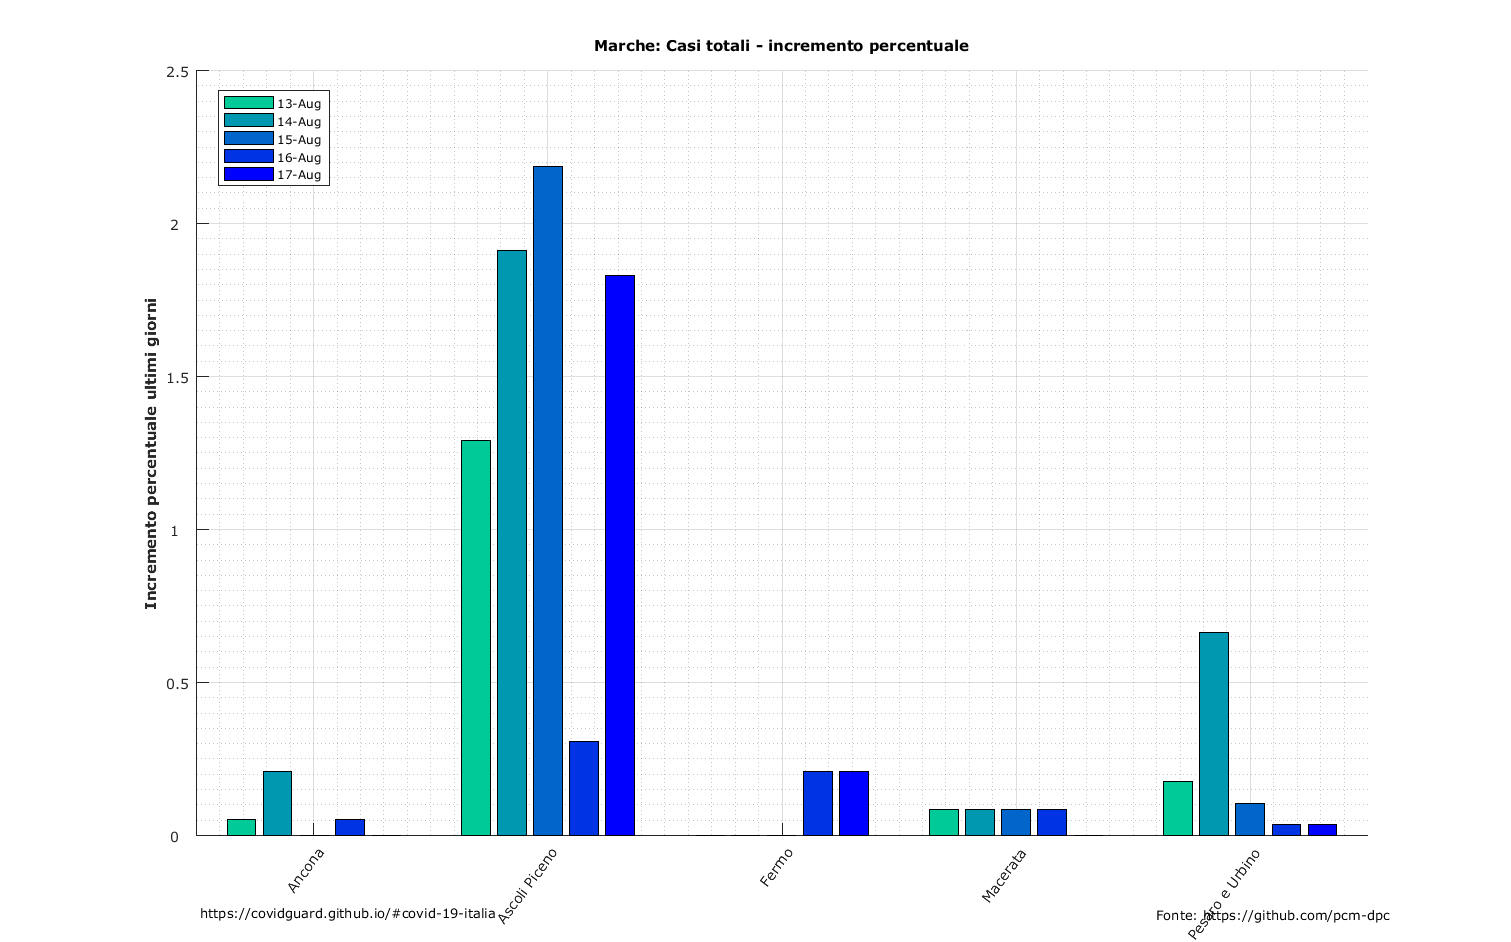 Marche: Casi totali - incremento percentuale
2.5
2
1.5
1
0.5
0
Incremento percentuale ultimi giorni
13-Aug
14-Aug
15-Aug
16-Aug
17-Aug
Ancona
Ascoli Piceno
Fermo
Macerata
Pesaro e Urbino
https://covidguard.github.io/#covid-19-italia
Fonte: https://github.com/pcm-dpc